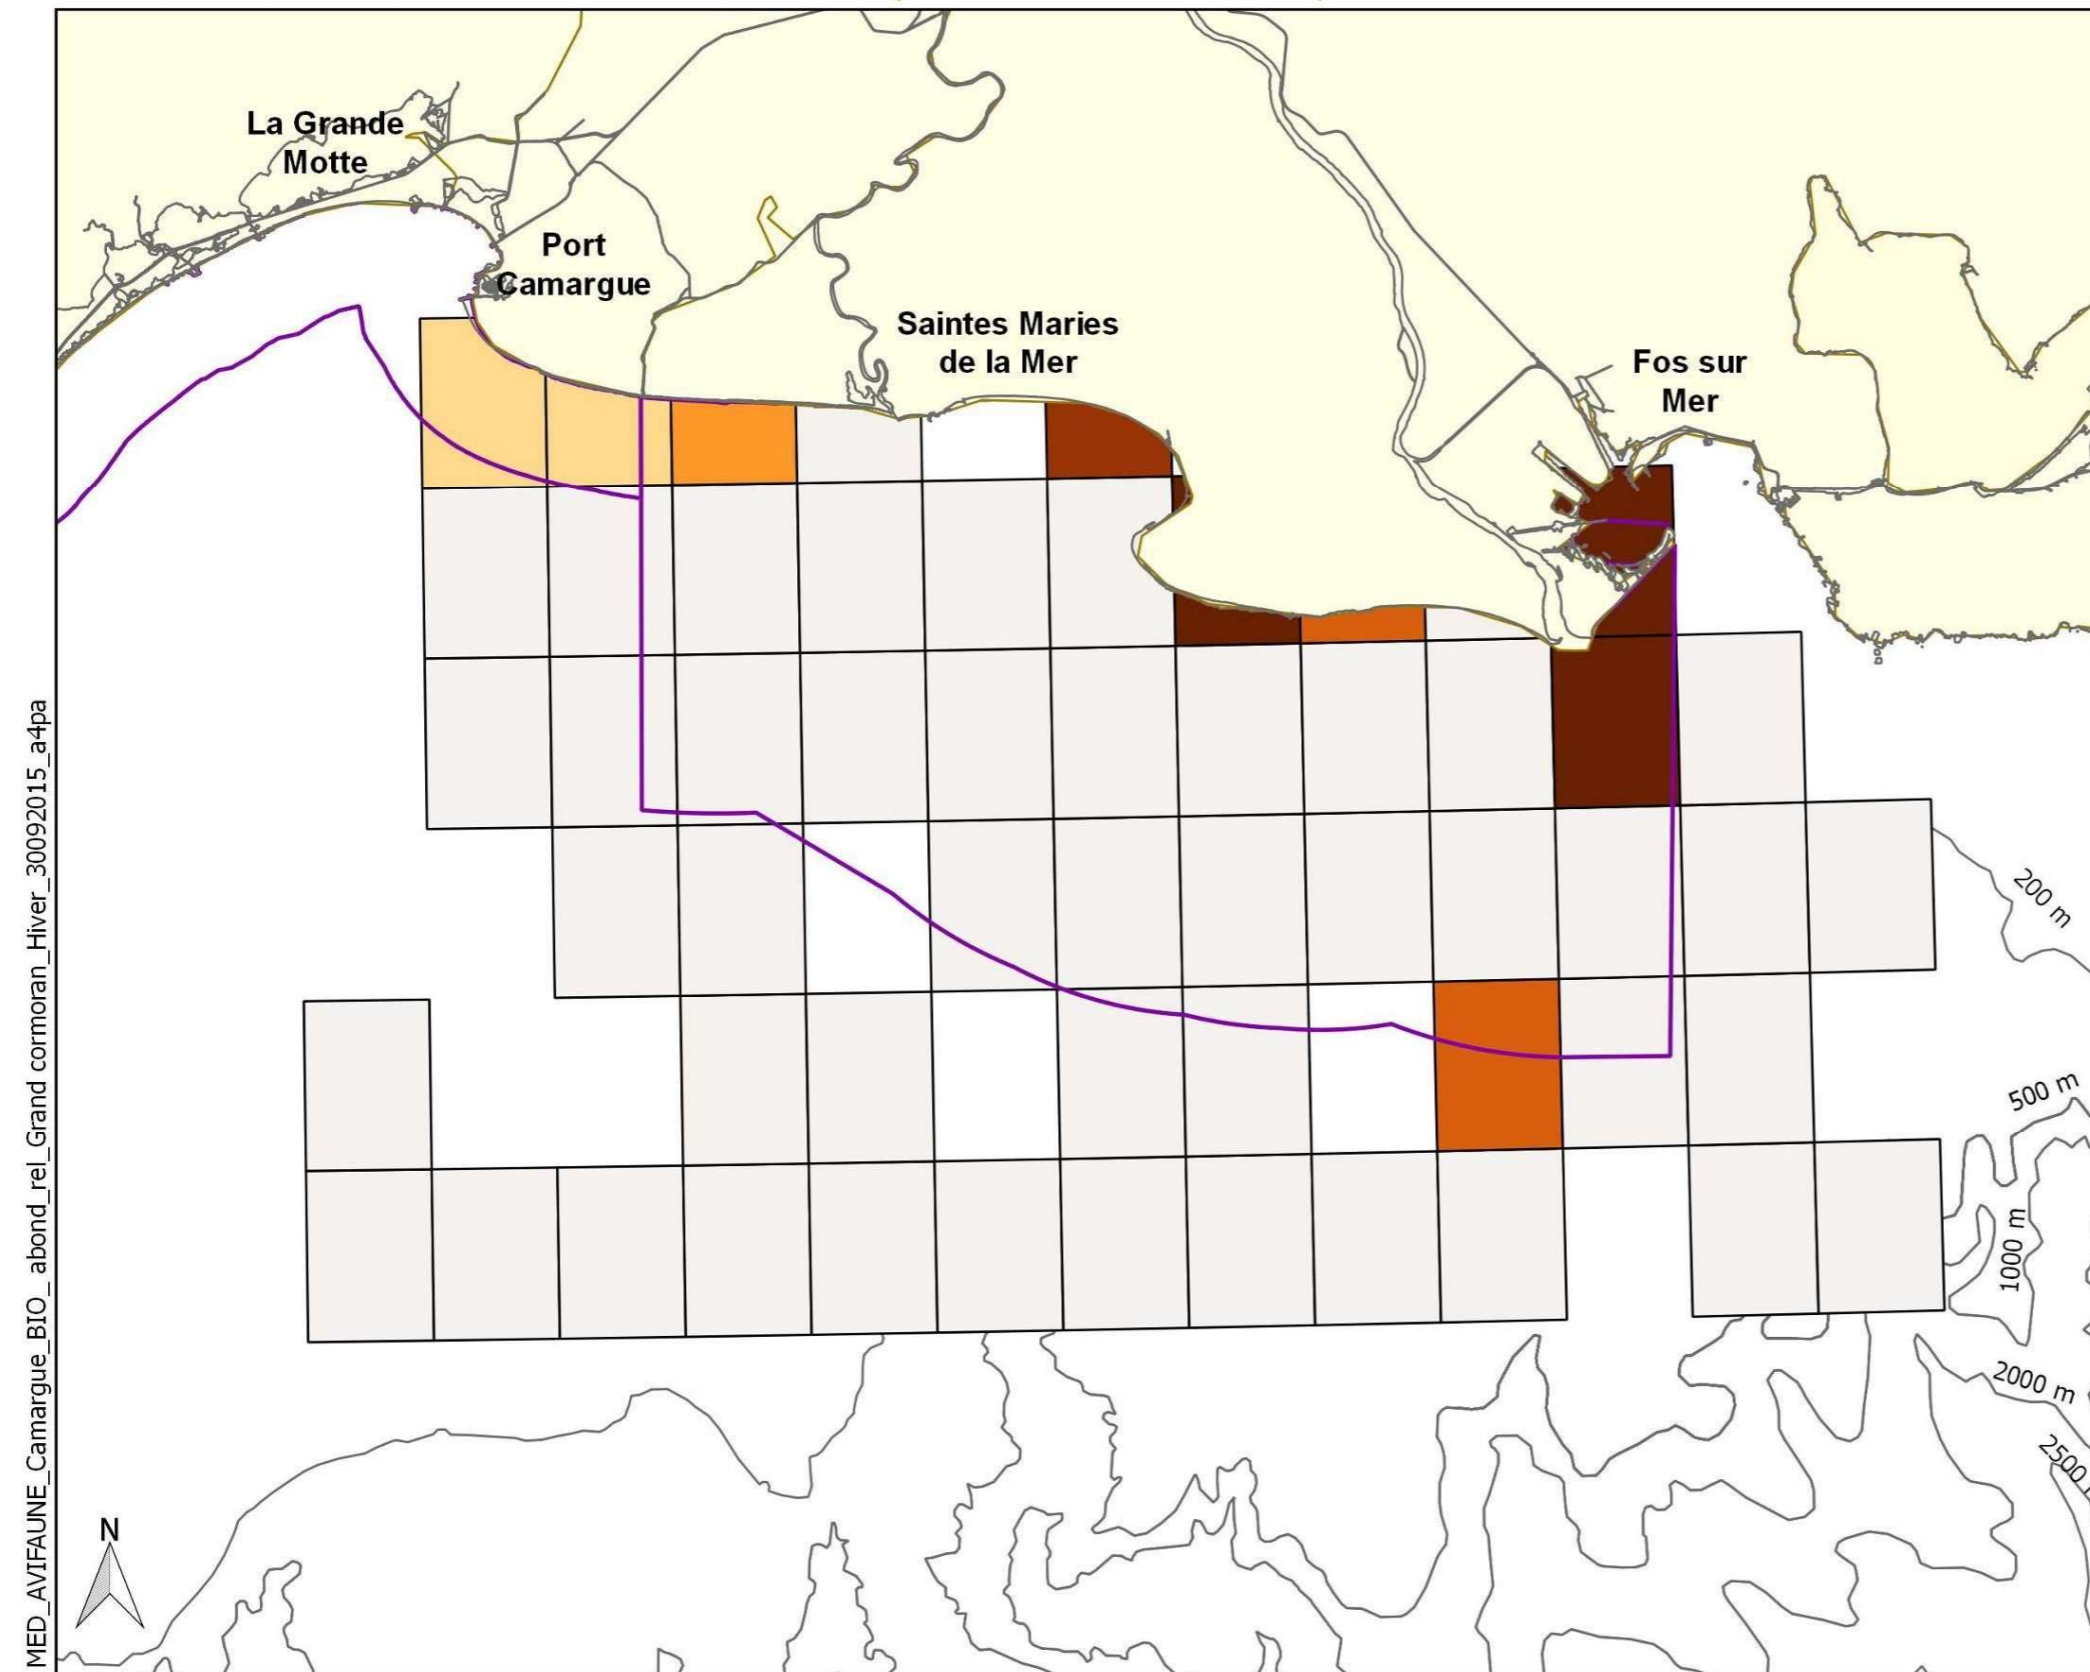 La Grande
Motte
Port
Camargue
Saintes Maries
de la Mer
Fos sur
Mer
200 m
500 m
1000 m
2000 m
2500
N
MED_AVIFAUNE_Camargue_BIO_ abond_rel_Grand cormoran_Hiver_30092015_a4pa